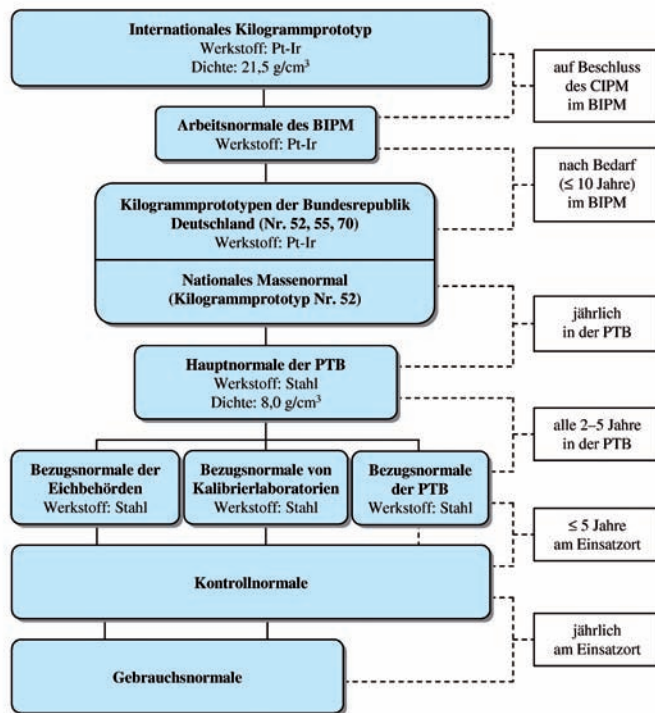 Internationales Kilogrammprototyp
Werkstoff: Pt-Ir
Dichte: 21,5 g/cm³
auf Beschluss
des CIPM
im BIPM
Arbeitsnormale des BIPM
Werkstoff: Pt-Ir
nach Bedarf
(≤ 10 Jahre)
im BIPM
Kilogrammprototypen der Bundesrepublik
Deutschland (Nr. 52, 55, 70)
Werkstoff: Pt-Ir
Nationales Massenormal
(Kilogrammprototyp Nr. 52)
jährlich
in der PTB
Hauptnormale der PTB
Werkstoff: Stahl
Dichte: 8,0 g/cm³
alle 2–5 Jahre
in der PTB
Bezugsnormale der
Eichbehörden
Werkstoff: Stahl
Bezugsnormale von
Kalibrierlaboratorien
Werkstoff: Stahl
Bezugsnormale
der PTB
Werkstoff: Stahl
≤ 5 Jahre
am Einsatzort
Kontrollnormale
jährlich
am Einsatzort
Gebrauchsnormale